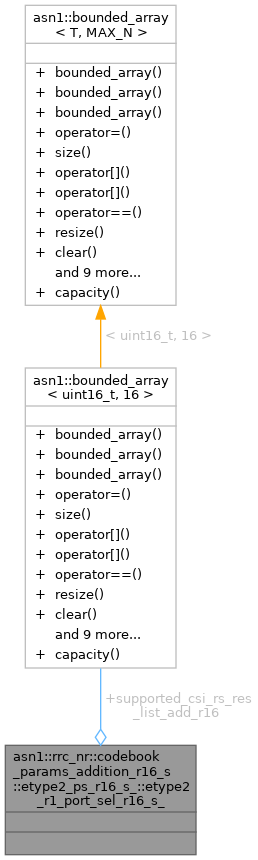 asn1::bounded_array
< T, MAX_N >
+ bounded_array()
+ bounded_array()
+ bounded_array()
+ operator=()
+ size()
+ operator[]()
+ operator[]()
+ operator==()
+ resize()
+ clear()
and 9 more...
+ capacity()
< uint16_t, 16 >
asn1::bounded_array
< uint16_t, 16 >
+ bounded_array()
+ bounded_array()
+ bounded_array()
+ operator=()
+ size()
+ operator[]()
+ operator[]()
+ operator==()
+ resize()
+ clear()
and 9 more...
+ capacity()
+supported_csi_rs_res
_list_add_r16
asn1::rrc_nr::codebook
_params_addition_r16_s
::etype2_ps_r16_s_::etype2
_r1_port_sel_r16_s_